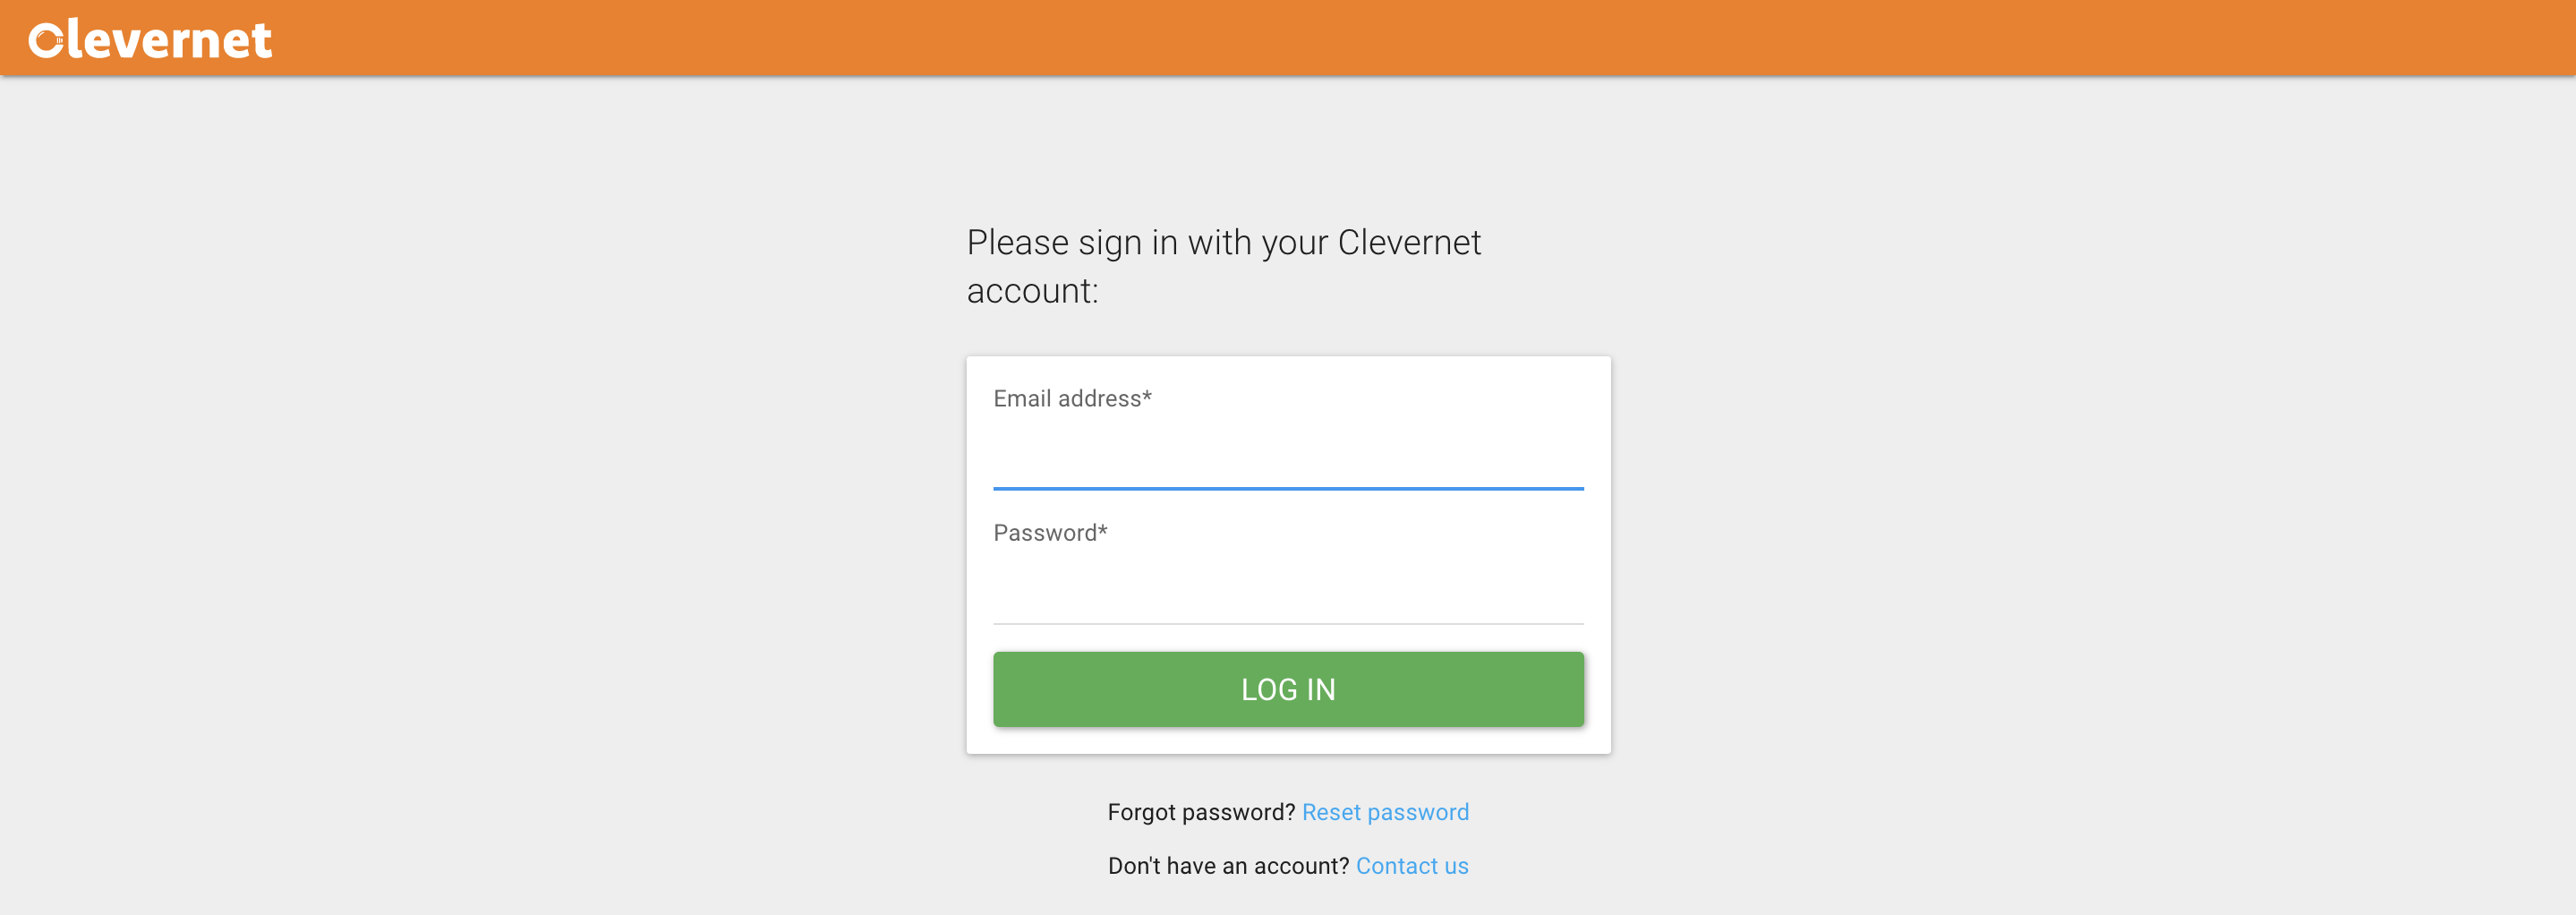 Clevernet
Please sign in with your Clevernet
account:
Email address*
Password*
LOG IN
Forgot password? Reset password
Don't have an account? Contact us